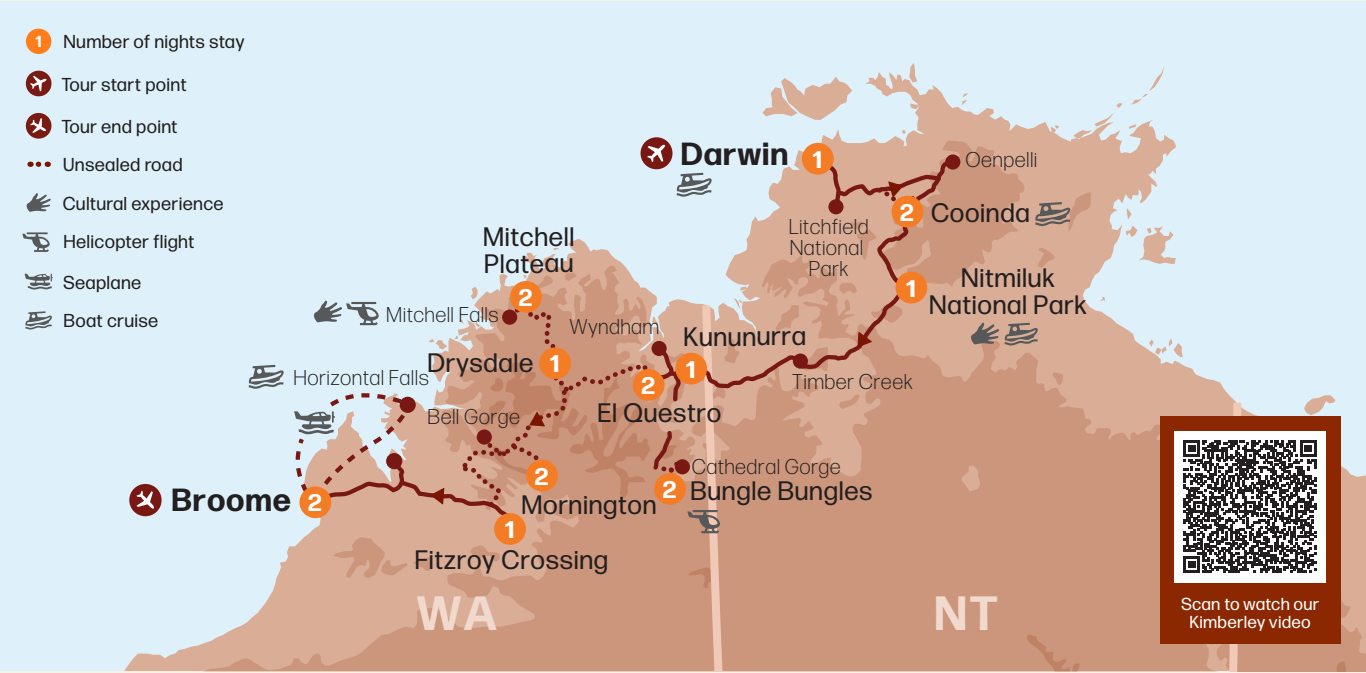 1 Number of nights stay
Tour start point
Tour end point
Unsealed road
Cultural experience
Helicopter flight
Seaplane
Boat cruise
Darwin 1
Oenpelli
2 Cooinda
Litchfield
National
Park
1 Nitmiluk
National Park
Mitchell
Plateau
2
Mitchell Falls
Wyndham
Kununurra
1
Drysdale 1
Timber Creek
Horizontal Falls
2
El Questro
Bell Gorge
Cathedral Gorge
2 Bungle Bungles
2
Mornington
Broome 2
1
Fitzroy Crossing
WA
NT
Scan to watch our
Kimberley video